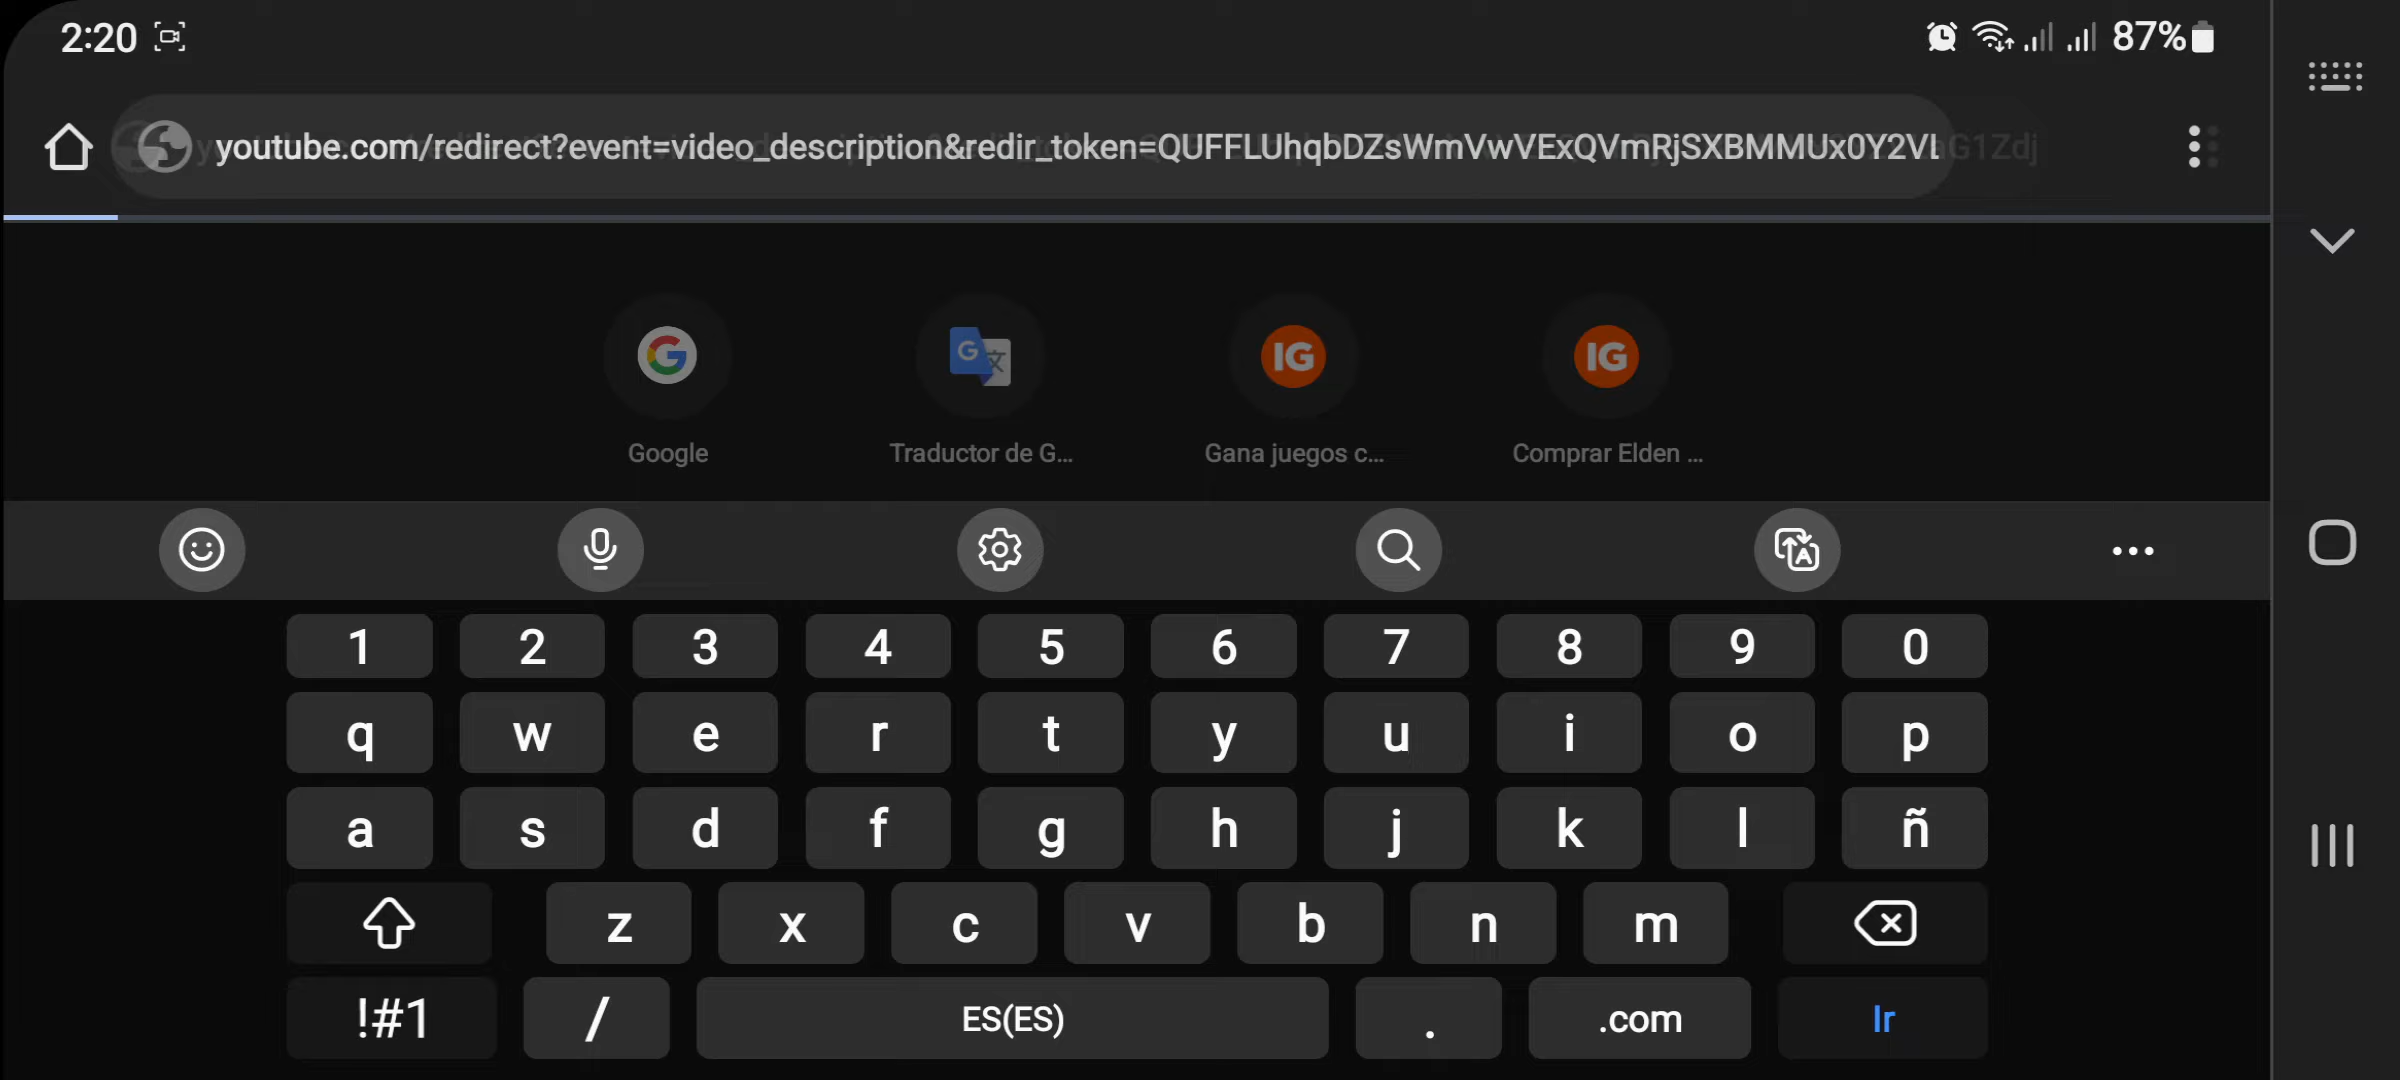 2:20 87%
youtube.com/redirect?event=video_description&redir_token=QUFFLUhqbDZsWmVwVExQVmRjSXBMMUx0Y2VL
Google Traductor de G... Gana juegos c... Comprar Elden ...
1 2 3 4 5 6 7 8 9 0
q w e r t y u i o p
a s d f g h j k l ñ
z x c v b n m
!#1 / ES(ES) . .com Ir